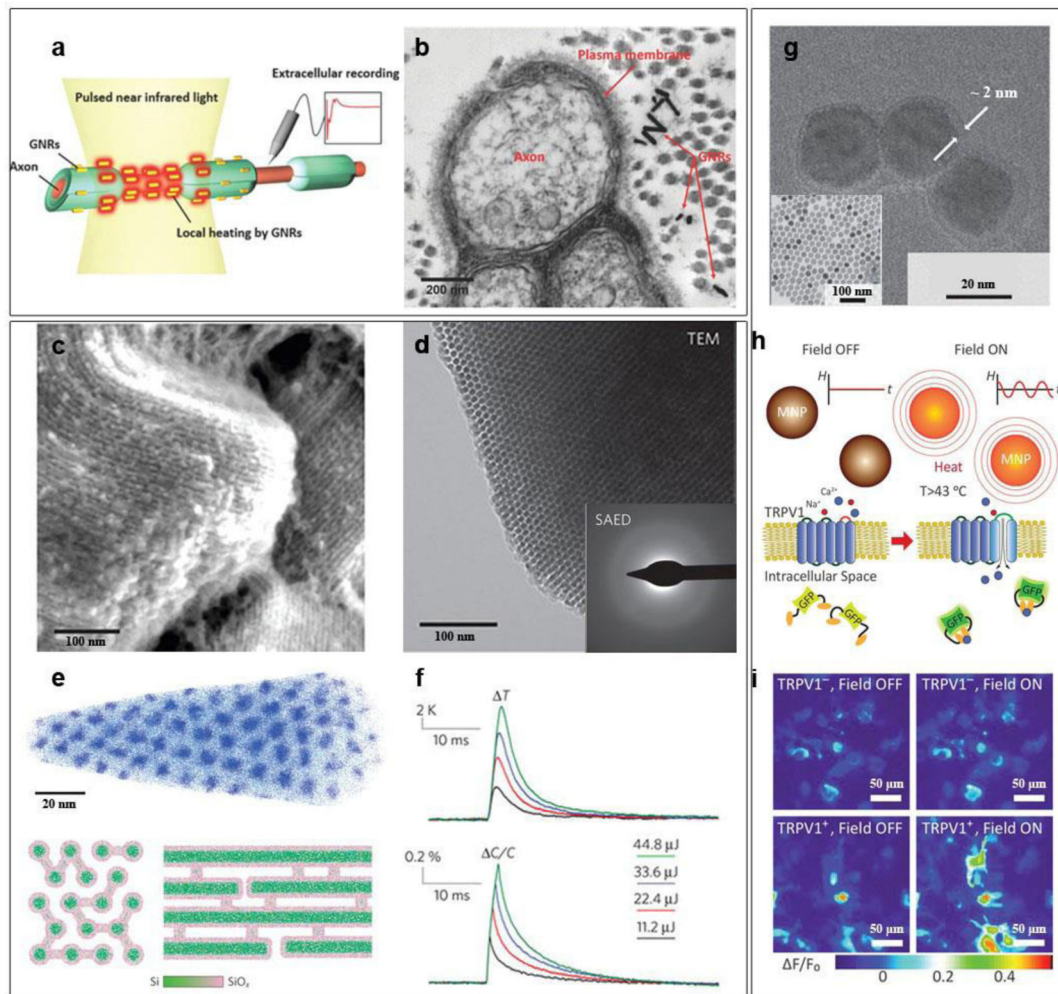 a
Pulsed near infrared light
Extracellular recording
GNRs
Axon
Local heating by GNRs
b
Plasma membrane
Axon
GNRs
200 nm
c
100 nm
d
TEM
SAED
100 nm
e
20 nm
Si
SiOₓ
f
ΔT
2 K
10 ms
ΔC/C
0.2 %
10 ms
44.8 μJ
33.6 μJ
22.4 μJ
11.2 μJ
g
~ 2 nm
100 nm
20 nm
h
Field OFF
Field ON
H
t
H
t
MNP
MNP
Heat
T>43 °C
TRPV1
Na⁺
Ca²⁺
Intracellular Space
GFP
GFP
GFP
GFP
i
TRPV1⁻, Field OFF
50 μm
TRPV1⁻, Field ON
50 μm
TRPV1⁺, Field OFF
50 μm
TRPV1⁺, Field ON
50 μm
ΔF/F₀
0
0.2
0.4